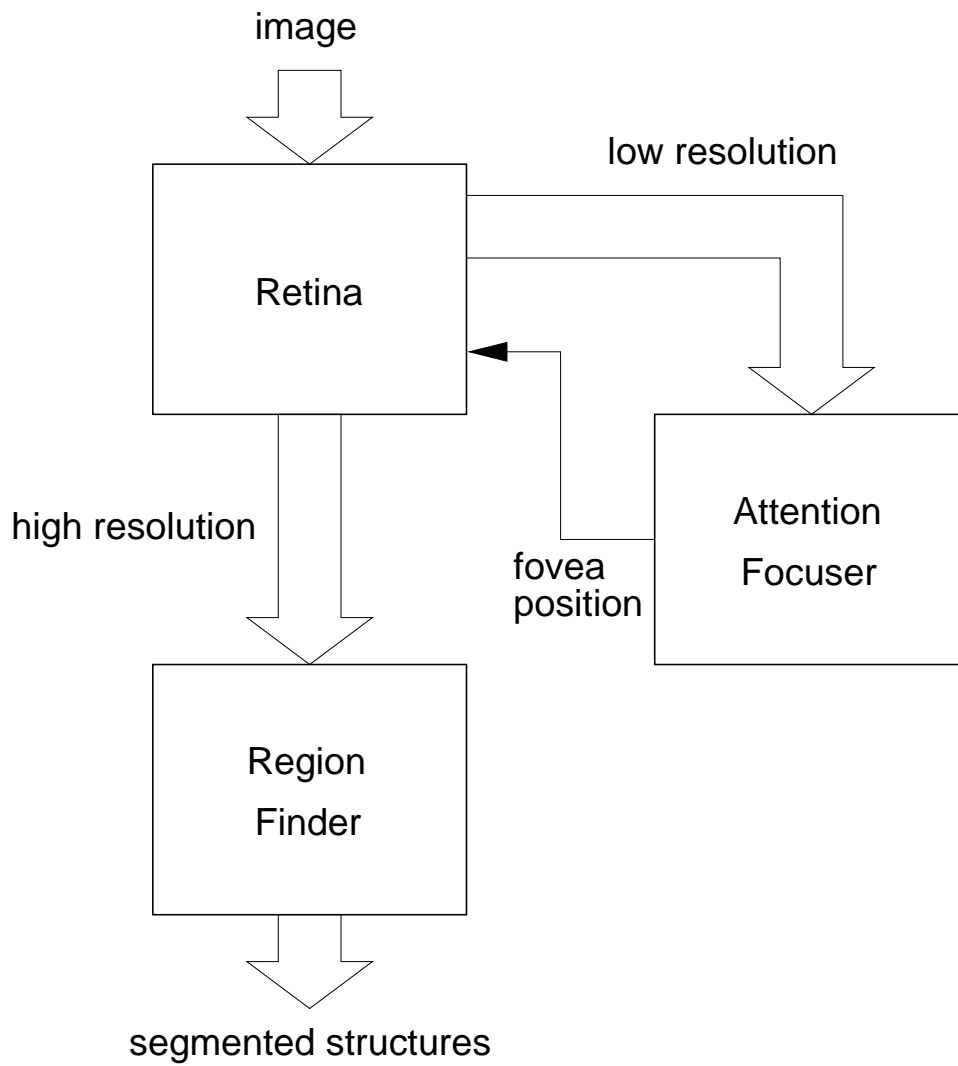 image
low resolution
Retina
high resolution
Attention
Focuser
fovea
position
Region
Finder
segmented structures